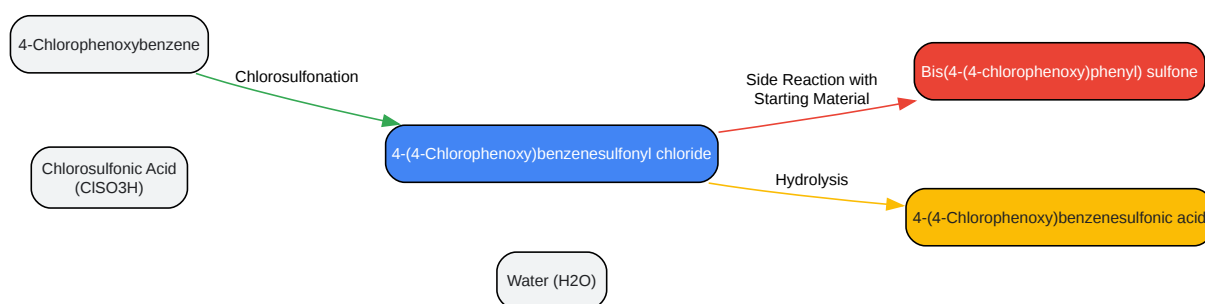 4-Chlorophenoxybenzene
Chlorosulfonation
Side Reaction with
Starting Material
Bis(4-(4-chlorophenoxy)phenyl) sulfone
4-(4-Chlorophenoxy)benzenesulfonyl chloride
Chlorosulfonic Acid
(ClSO3H)
Hydrolysis
4-(4-Chlorophenoxy)benzenesulfonic acid
Water (H2O)